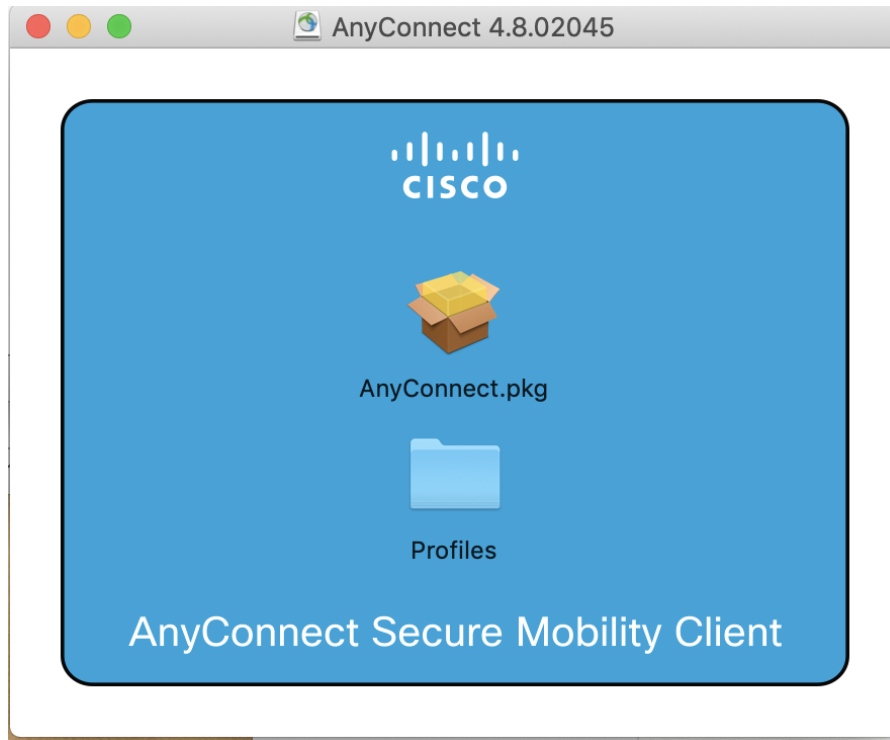 AnyConnect 4.8.02045
CISCO
AnyConnect.pkg
Profiles
AnyConnect Secure Mobility Client